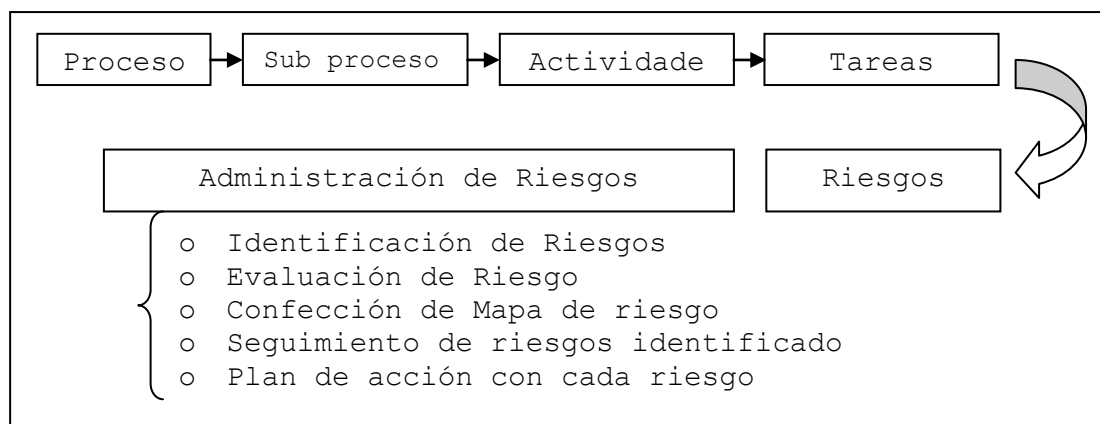 Proceso Sub proceso Actividade Tareas
Administración de Riesgos Riesgos
o Identificación de Riesgos
o Evaluación de Riesgo
o Confección de Mapa de riesgo
o Seguimiento de riesgos identificado
o Plan de acción con cada riesgo